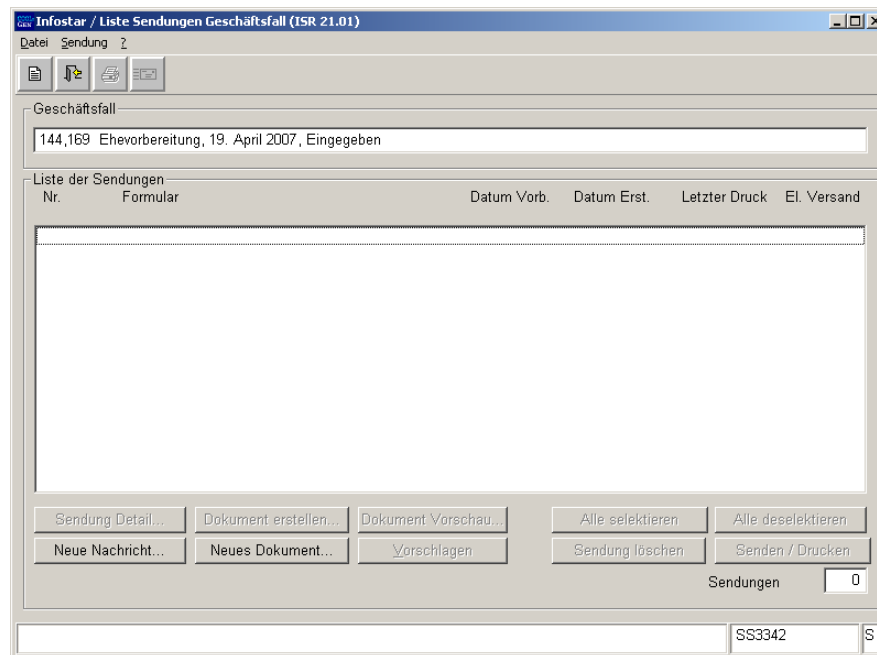 Infostar / Liste Sendungen Geschäftsfall (ISR 21.01)
Datei Sendung ?
Geschäftsfall
144,169 Ehevorbereitung, 19. April 2007, Eingegeben
Liste der Sendungen
Nr. Formular Datum Vorb. Datum Erst. Letzter Druck El. Versand
Sendung Detail... Dokument erstellen... Dokument Vorschau... Alle selektieren Alle deselektieren
Neue Nachricht... Neues Dokument... Vorschlagen Sendung löschen Senden / Drucken
Sendungen 0
SS3342 S